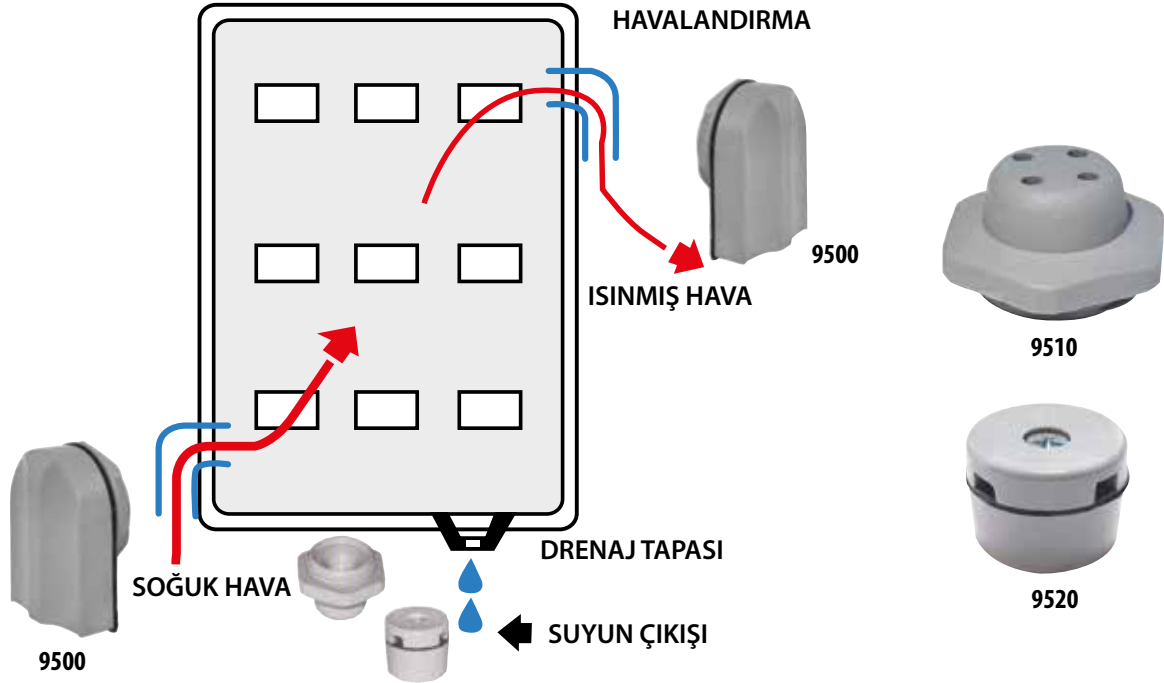 HAVALANDIRMA
9500
ISINMIŞ HAVA
9510
9520
DRENAJ TAPASI
SOĞUK HAVA
SUYUN ÇIKIŞI
9500